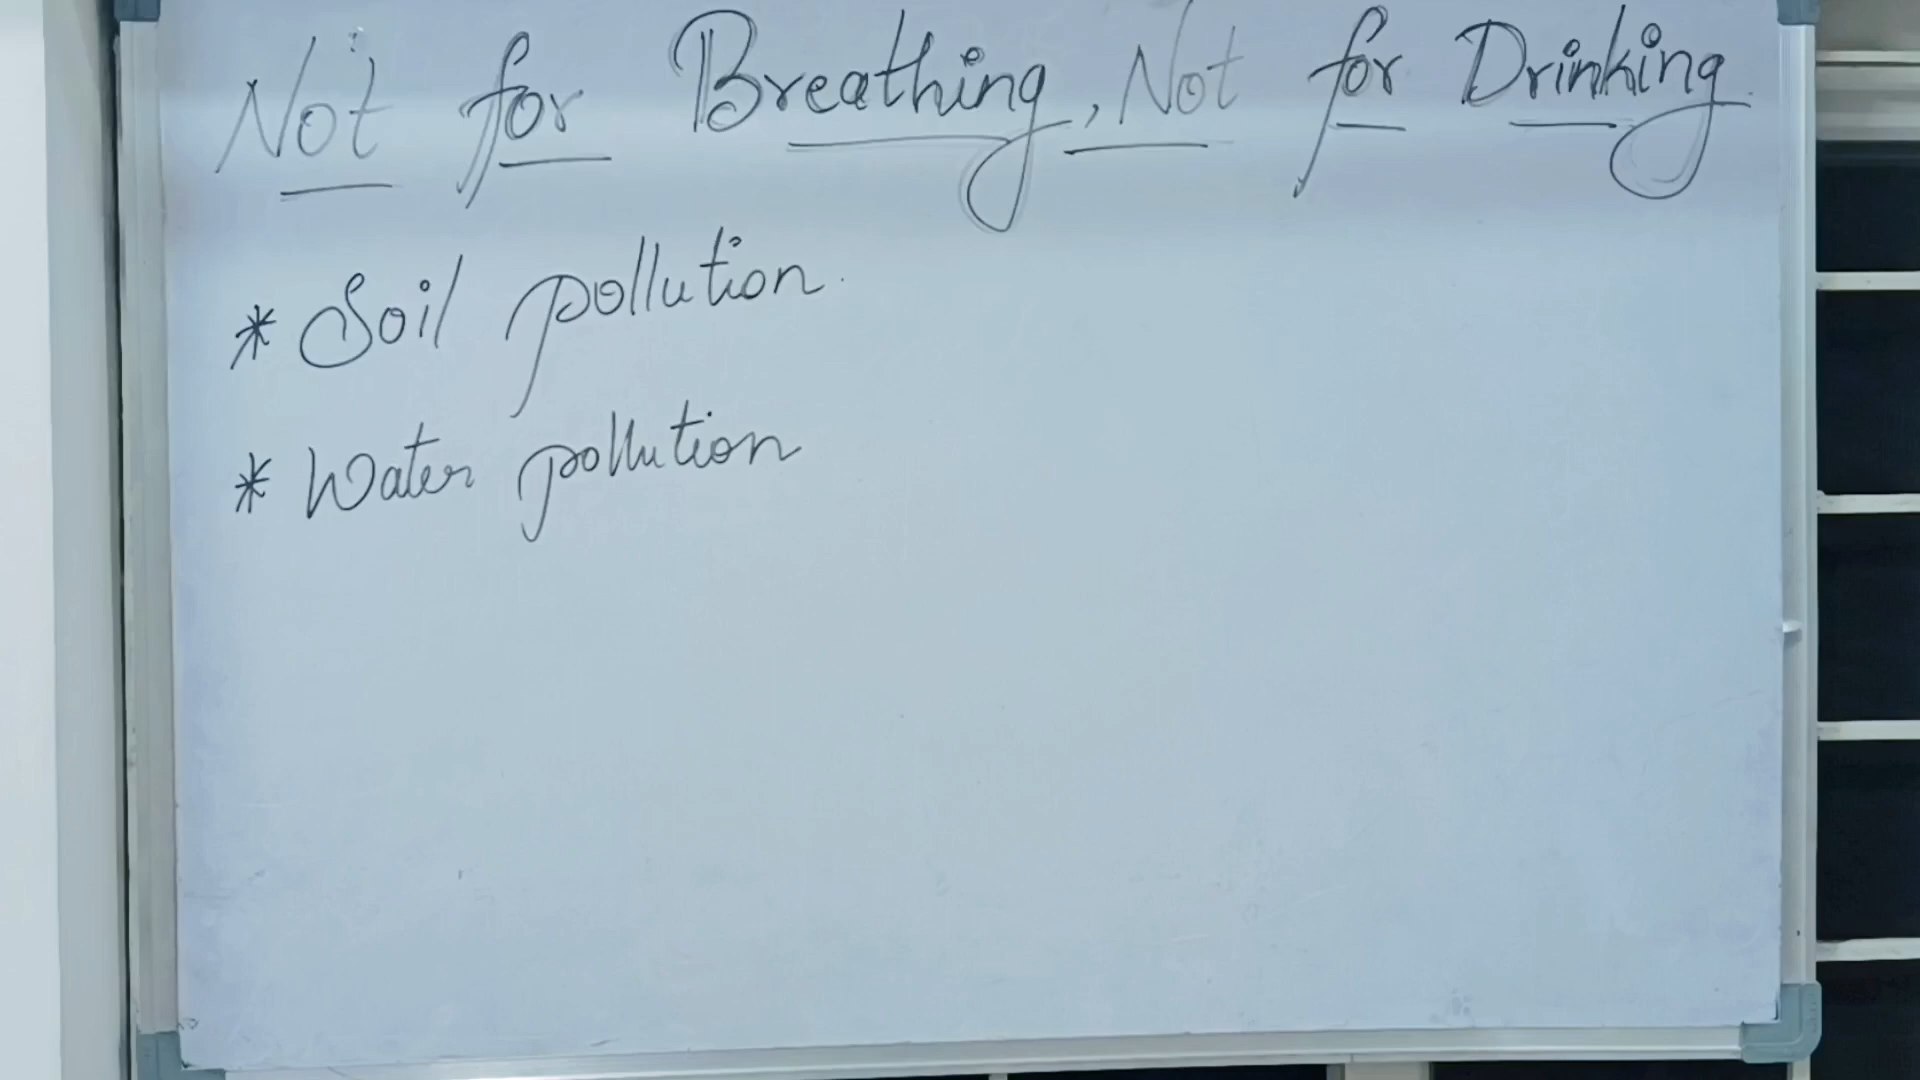 Not for Breathing, Not for Drinking.
* Soil pollution.
* Water pollution